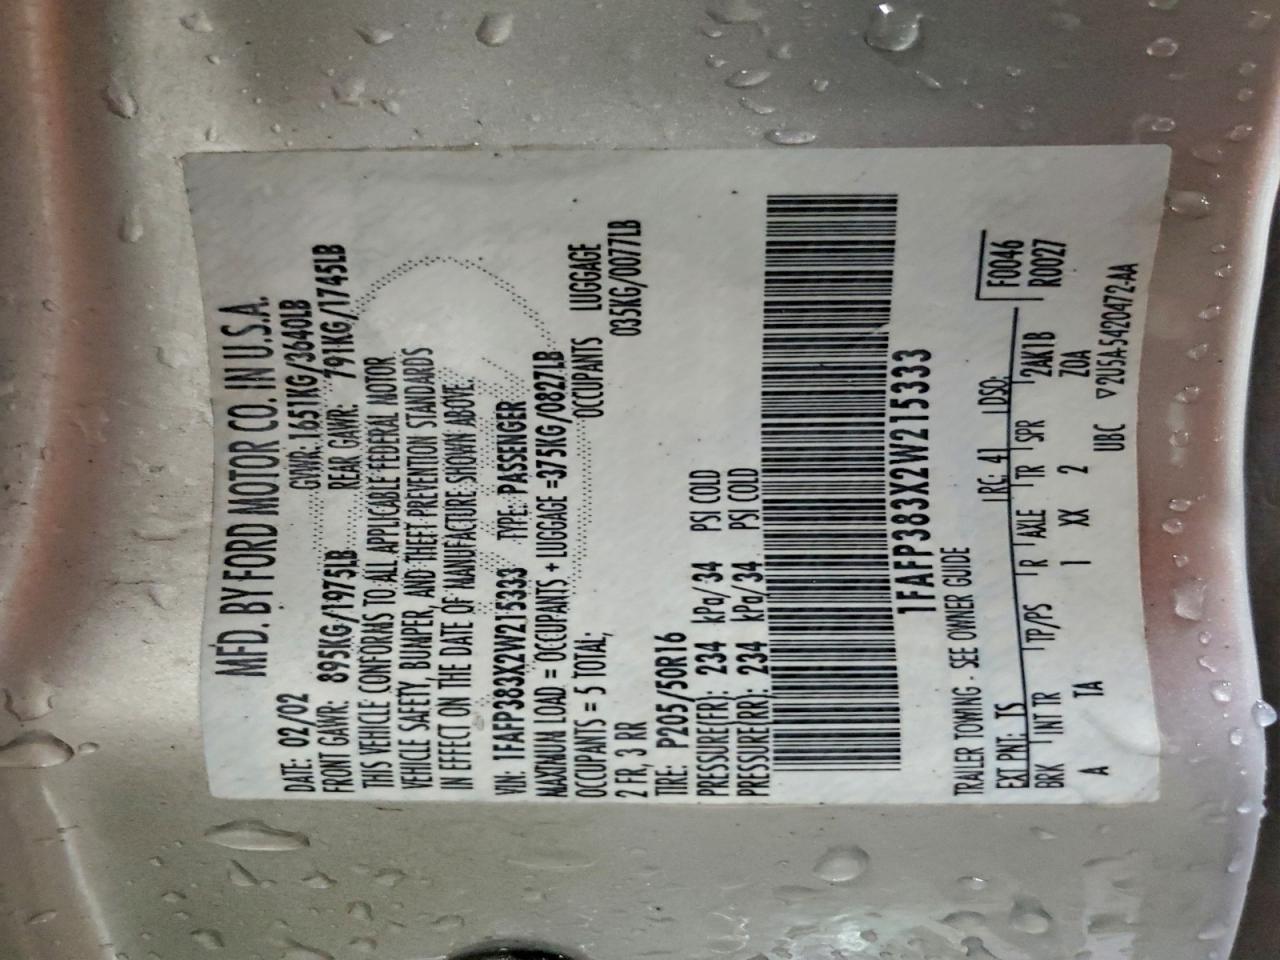 MFD. BY FORD MOTOR CO. IN U.S.A.
DATE: 02/02 GVWR: 1651KG/3640LB
FRONT GAWR: 895KG/1975LB REAR GAWR: 791KG/1745LB
THIS VEHICLE CONFORMS TO ALL APPLICABLE FEDERAL MOTOR
VEHICLE SAFETY, BUMPER, AND THEFT PREVENTION STANDARDS
IN EFFECT ON THE DATE OF MANUFACTURE SHOWN ABOVE.
VIN: 1FAFP383X2W215333 TYPE: PASSENGER
MAXIMUM LOAD = OCCUPANTS + LUGGAGE =375KG/0827LB
OCCUPANTS = 5 TOTAL; OCCUPANTS LUGGAGE
2 FR, 3 RR 035KG/0077LB
TIRE: P205/50R16
PRESSURE(FR): 234 kPa/34 PSI COLD
PRESSURE(RR): 234 kPa/34 PSI COLD
1FAFP383X2W215333
TRAILER TOWING - SEE OWNER GUIDE
EXT PNT: TS RC: 41 DSO: F0046
BRK INT TR TP/PS R AXLE TR SPR 2AK1B R0027
A TA 1 XX 2 ZOA
UBC ▽2U5A-5420472-AA